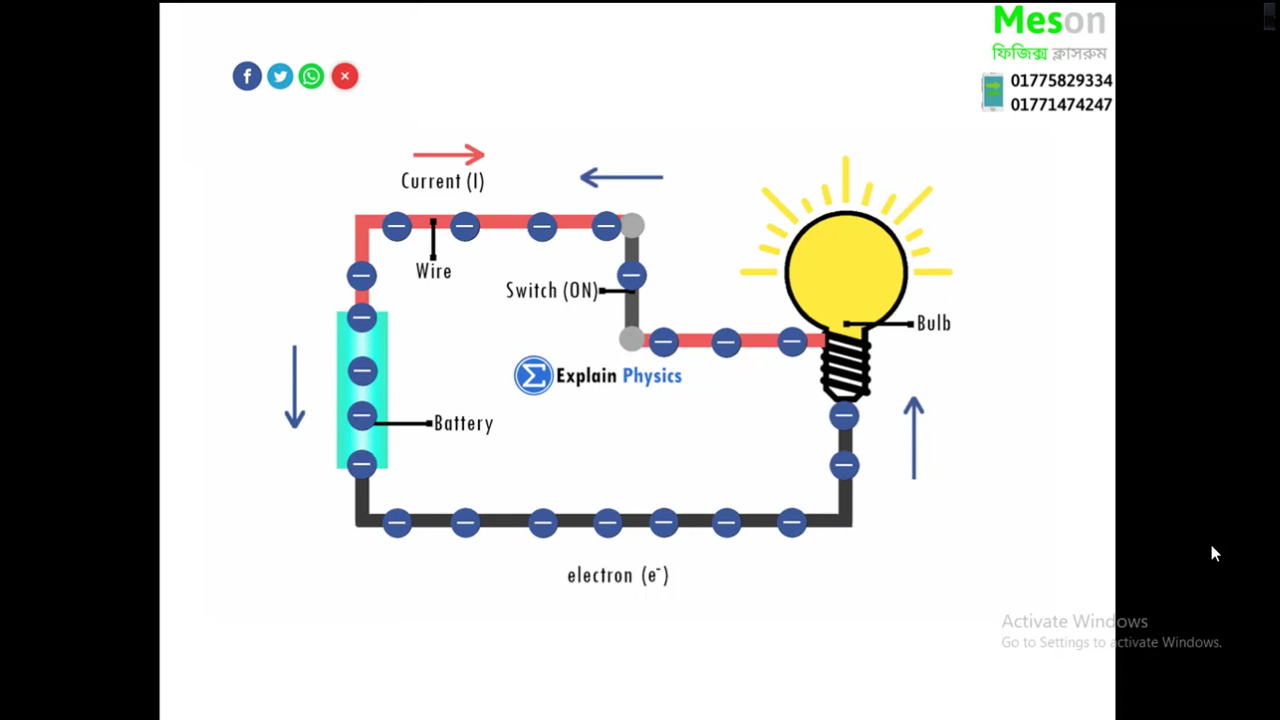 Meson
ফিজিক্স ক্লাসরুম
01775829334
01771474247
Current (I)
Wire
Switch (ON)
Bulb
Explain Physics
Battery
electron (e⁻)
Activate Windows
Go to Settings to activate Windows.